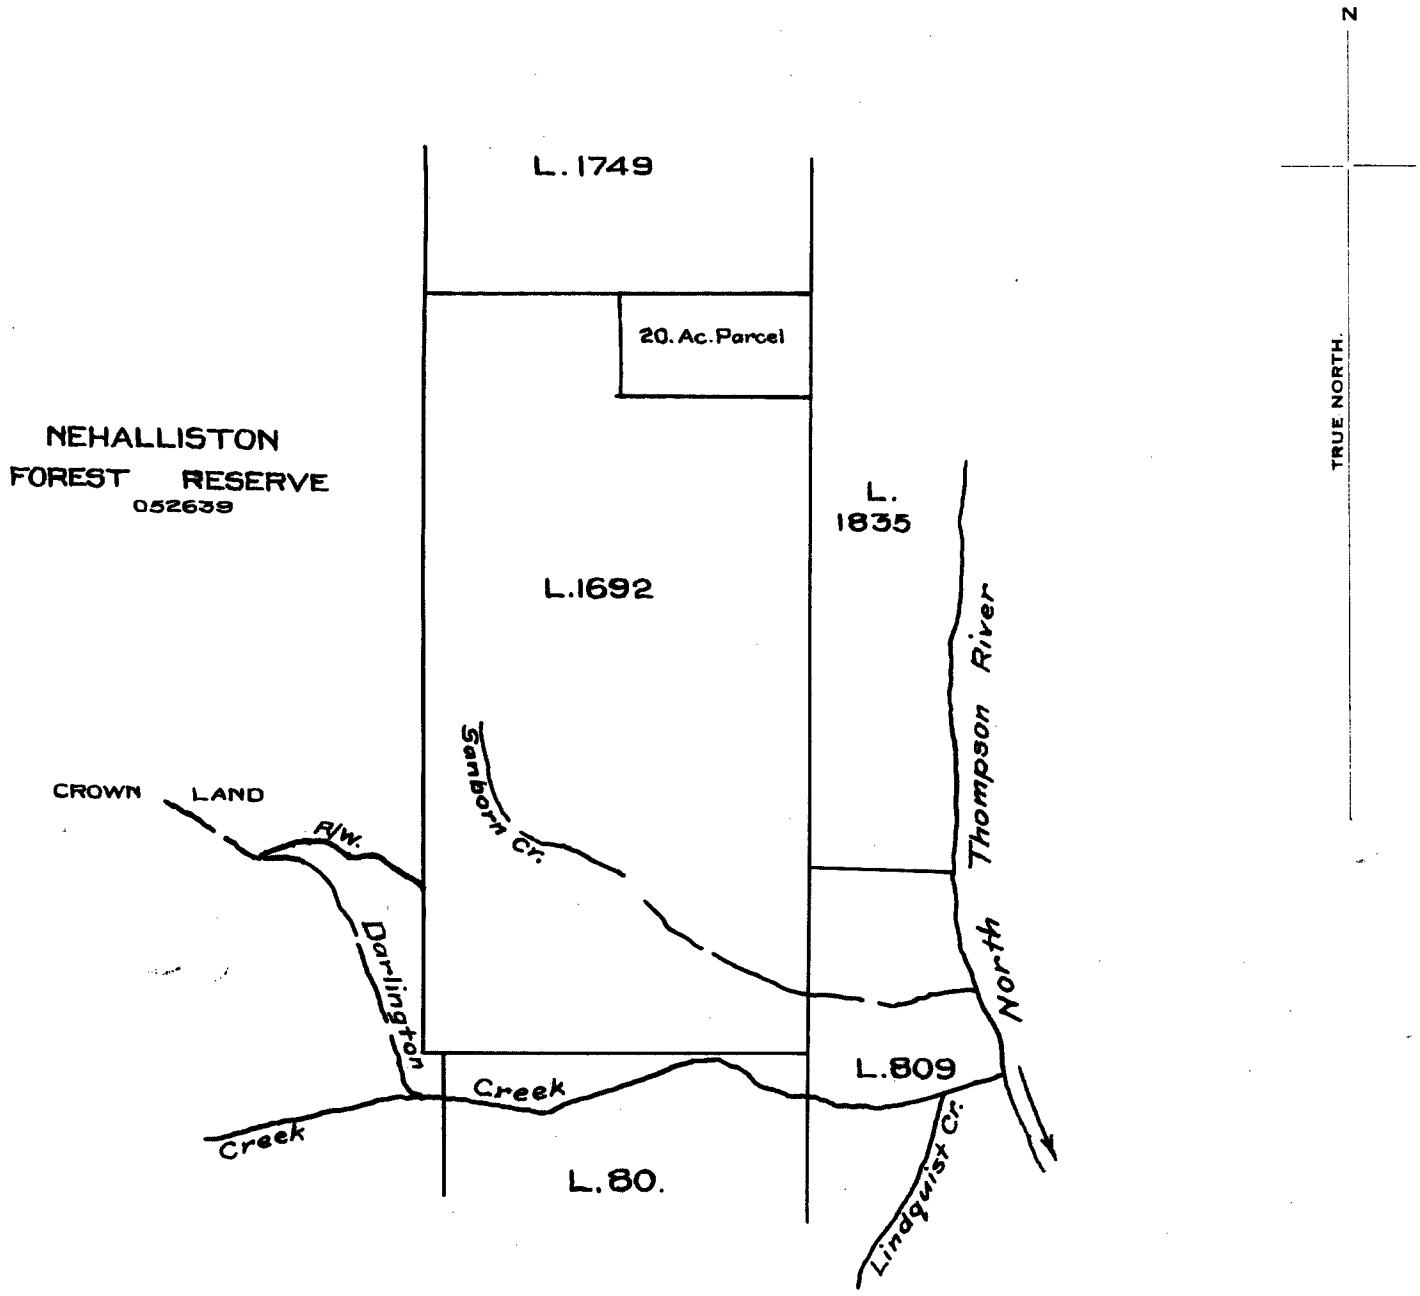 N
L. 1749
20. Ac. Parcel
TRUE NORTH.
NEHALLISTON
FOREST RESERVE
052639
L.
1835
L.1692
North Thompson River
Sanborn Cr.
CROWN LAND
R/W.
Darlington
Creek
L.809
Creek
L.80.
Lindquist Cr.